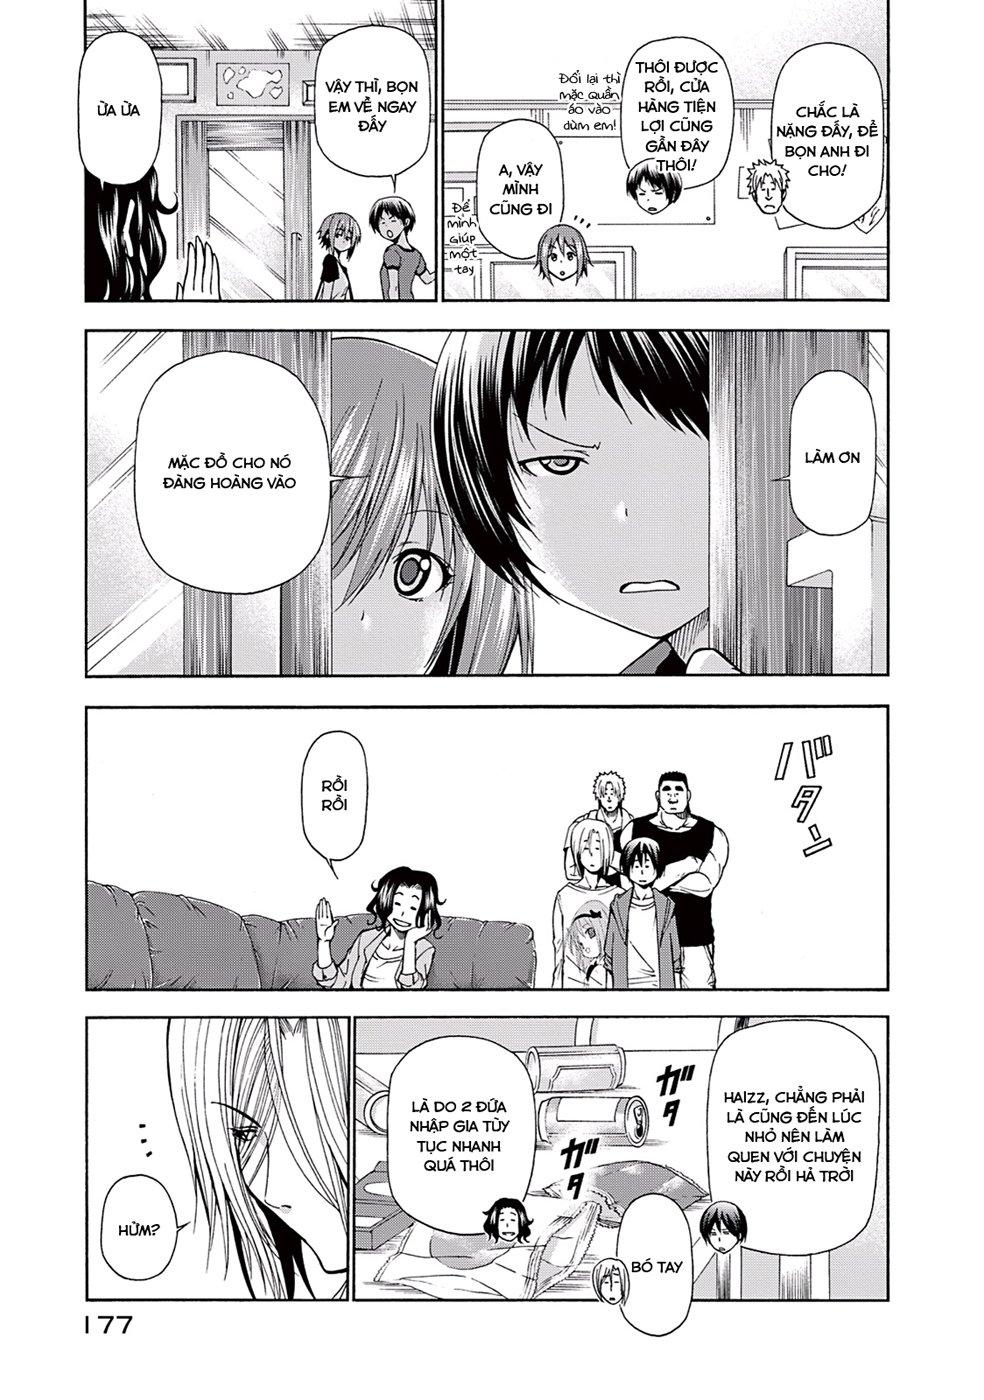 CHẮC LÀ
NẶNG ĐẤY, ĐỂ
BỌN ANH ĐI
CHO!
THÔI ĐƯỢC
RỒI, CỬA
HÀNG TIỆN
LỢI CŨNG
GẦN ĐÂY
THÔI!
Đổi lại thì
mặc quần
áo vào
dùm em!
A, VẬY
MÌNH
CŨNG ĐI
Để
mình
giúp
một
tay
VẬY THÌ, BỌN
EM VỀ NGAY
ĐẤY
ỪA ỪA
LÀM ƠN
MẶC ĐỒ CHO NÓ
ĐÀNG HOÀNG VÀO
バタン
RỒI
RỒI
HAIZZ, CHẲNG PHẢI
LÀ CŨNG ĐẾN LÚC
NHỎ NÊN LÀM
QUEN VỚI CHUYỆN
NÀY RỒI HẢ TRỜI
ガタ
ガタ
BÓ TAY
LÀ DO 2 ĐỨA
NHẬP GIA TÙY
TỤC NHANH
QUÁ THÔI
HỬM?
177